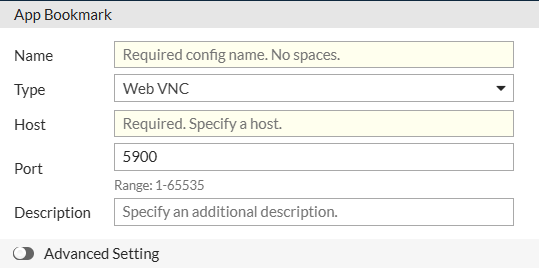 App Bookmark
Name Required config name. No spaces.
Type Web VNC
Host Required. Specify a host.
Port 5900
Range: 1-65535
Description Specify an additional description.
Advanced Setting